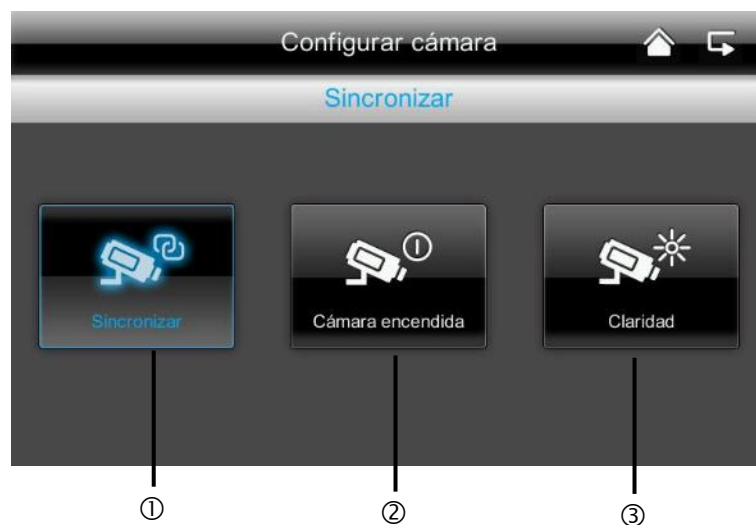 Configurar cámara
Sincronizar
Sincronizar
Cámara encendida
Claridad
①
②
③